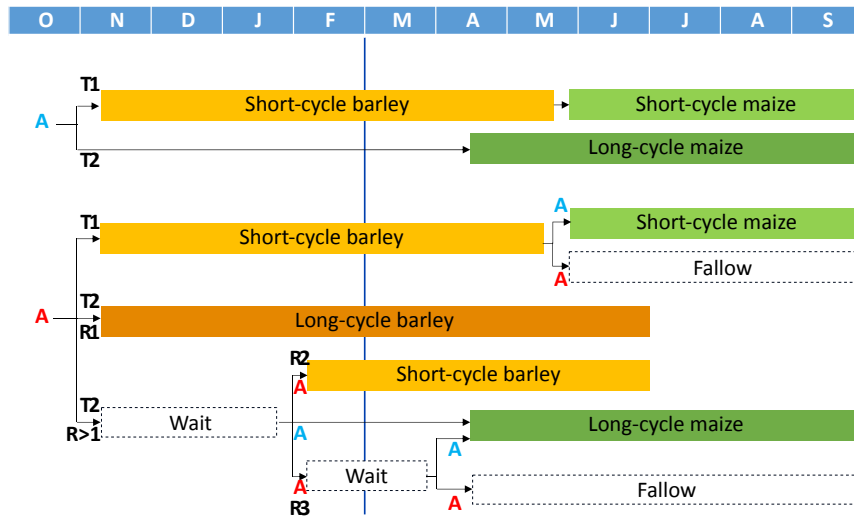 O N D J F M A M J J A S
T1
Short-cycle barley
Short-cycle maize
A
T2
Long-cycle maize
T1
Short-cycle barley
A
Short-cycle maize
A
Fallow
A
T2
R1
Long-cycle barley
R2
A
Short-cycle barley
T2
R>1
Wait
A
Long-cycle maize
A
A
R3
Wait
A
Fallow